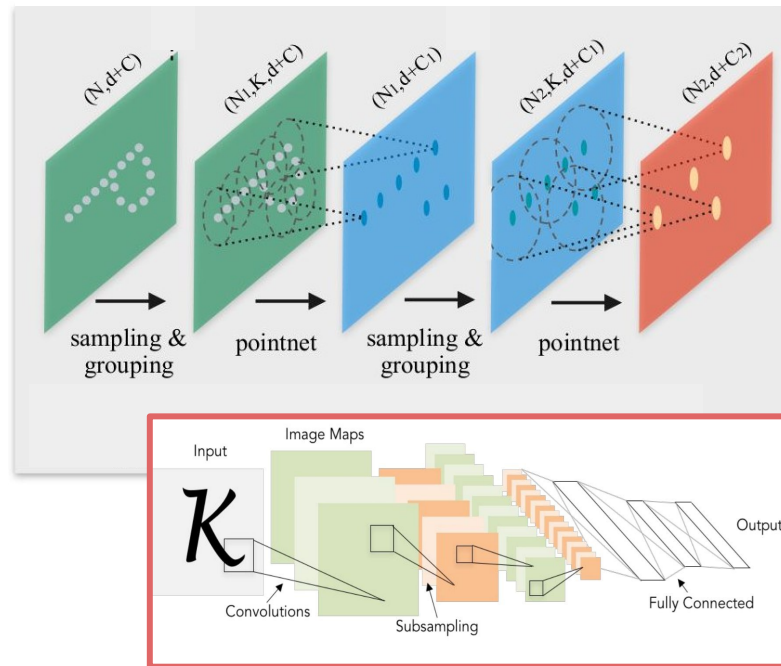 (N,d+C)
(N1,K,d+C)
(N1,d+C1)
(N2,K,d+C1)
(N2,d+C2)
sampling &
grouping
pointnet
sampling &
grouping
pointnet
Image Maps
Input
K
Output
Convolutions
Subsampling
Fully Connected